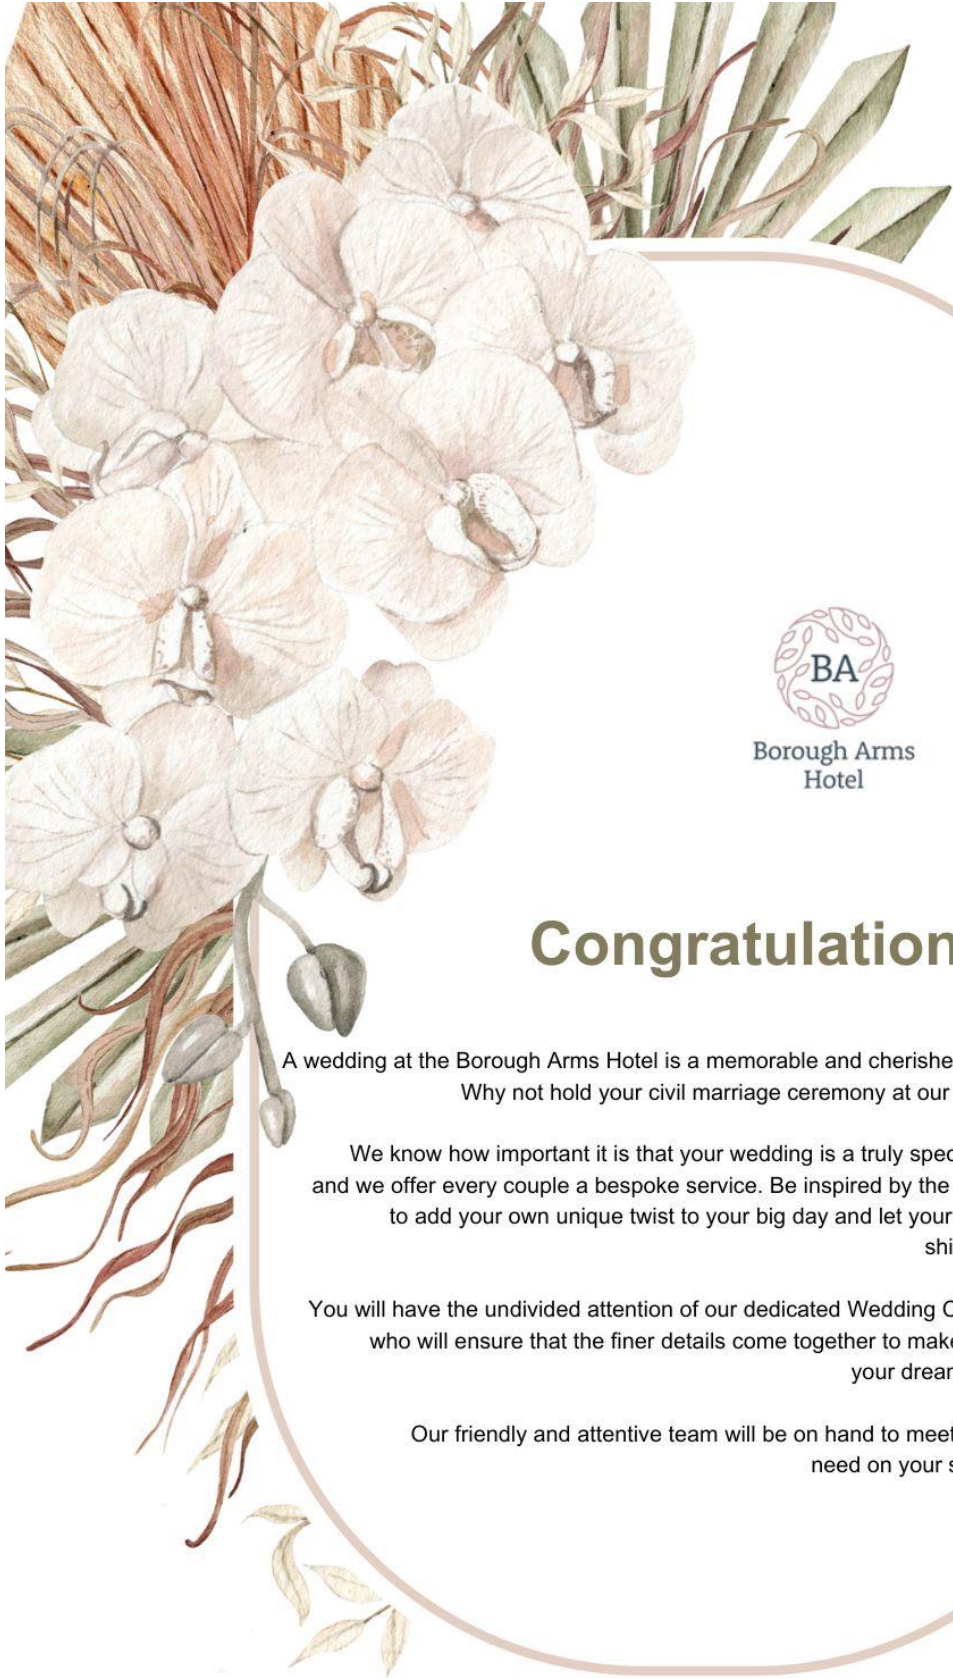 BA
Borough Arms
Hotel
Congratulation
A wedding at the Borough Arms Hotel is a memorable and cherishe
Why not hold your civil marriage ceremony at our
We know how important it is that your wedding is a truly spec
and we offer every couple a bespoke service. Be inspired by the
to add your own unique twist to your big day and let your
shi
You will have the undivided attention of our dedicated Wedding C
who will ensure that the finer details come together to make
your drear
Our friendly and attentive team will be on hand to meet
need on your s